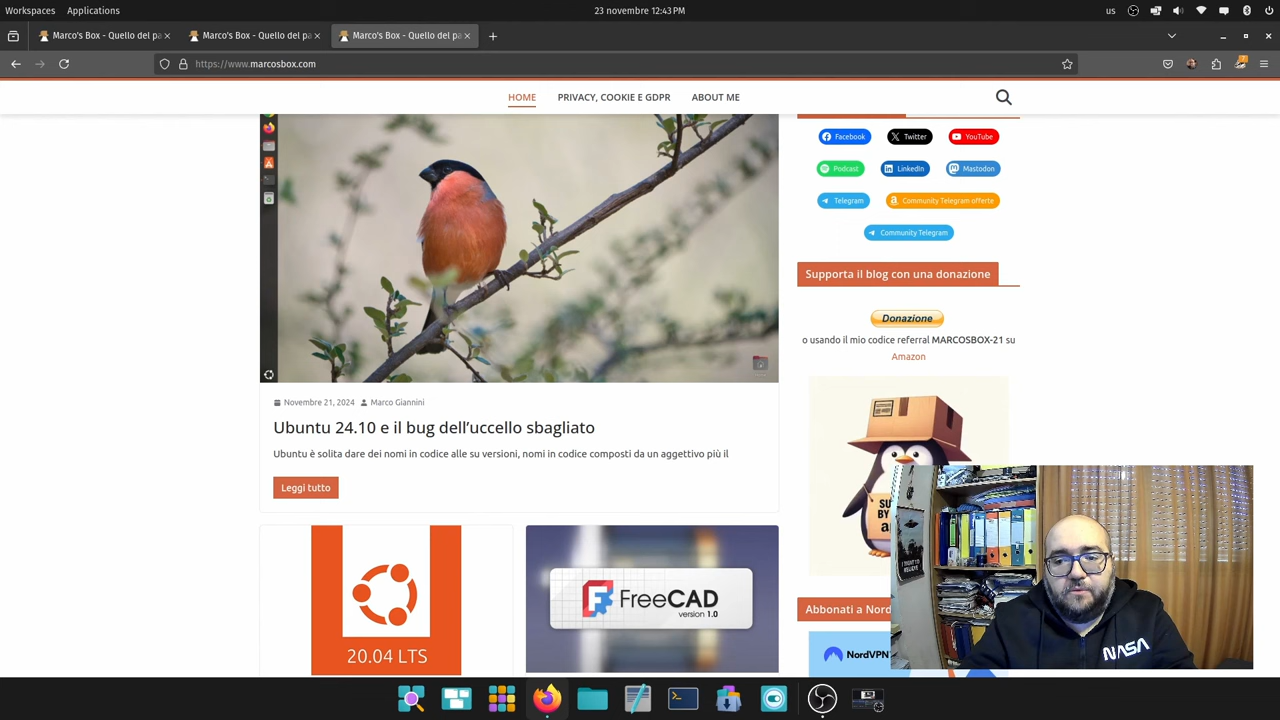 Workspaces Applications 23 novembre 12:43 PM us
Marco's Box - Quello del pa Marco's Box - Quello del pa Marco's Box - Quello del pa
https://www.marcosbox.com
HOME PRIVACY, COOKIE E GDPR ABOUT ME
Facebook Twitter YouTube
Podcast LinkedIn Mastodon
Telegram Community Telegram offerte
Community Telegram
Supporta il blog con una donazione
Donazione
o usando il mio codice referral MARCOSBOX-21 su
Amazon
Novembre 21, 2024 Marco Giannini
Ubuntu 24.10 e il bug dell'uccello sbagliato
Ubuntu è solita dare dei nomi in codice alle su versioni, nomi in codice composti da un aggettivo più il
Leggi tutto
20.04 LTS
FreeCAD
version 1.0
SU
BY
a
Abbonati a Nord
NordVPN
I WANT TO
BELIEVE
NASA